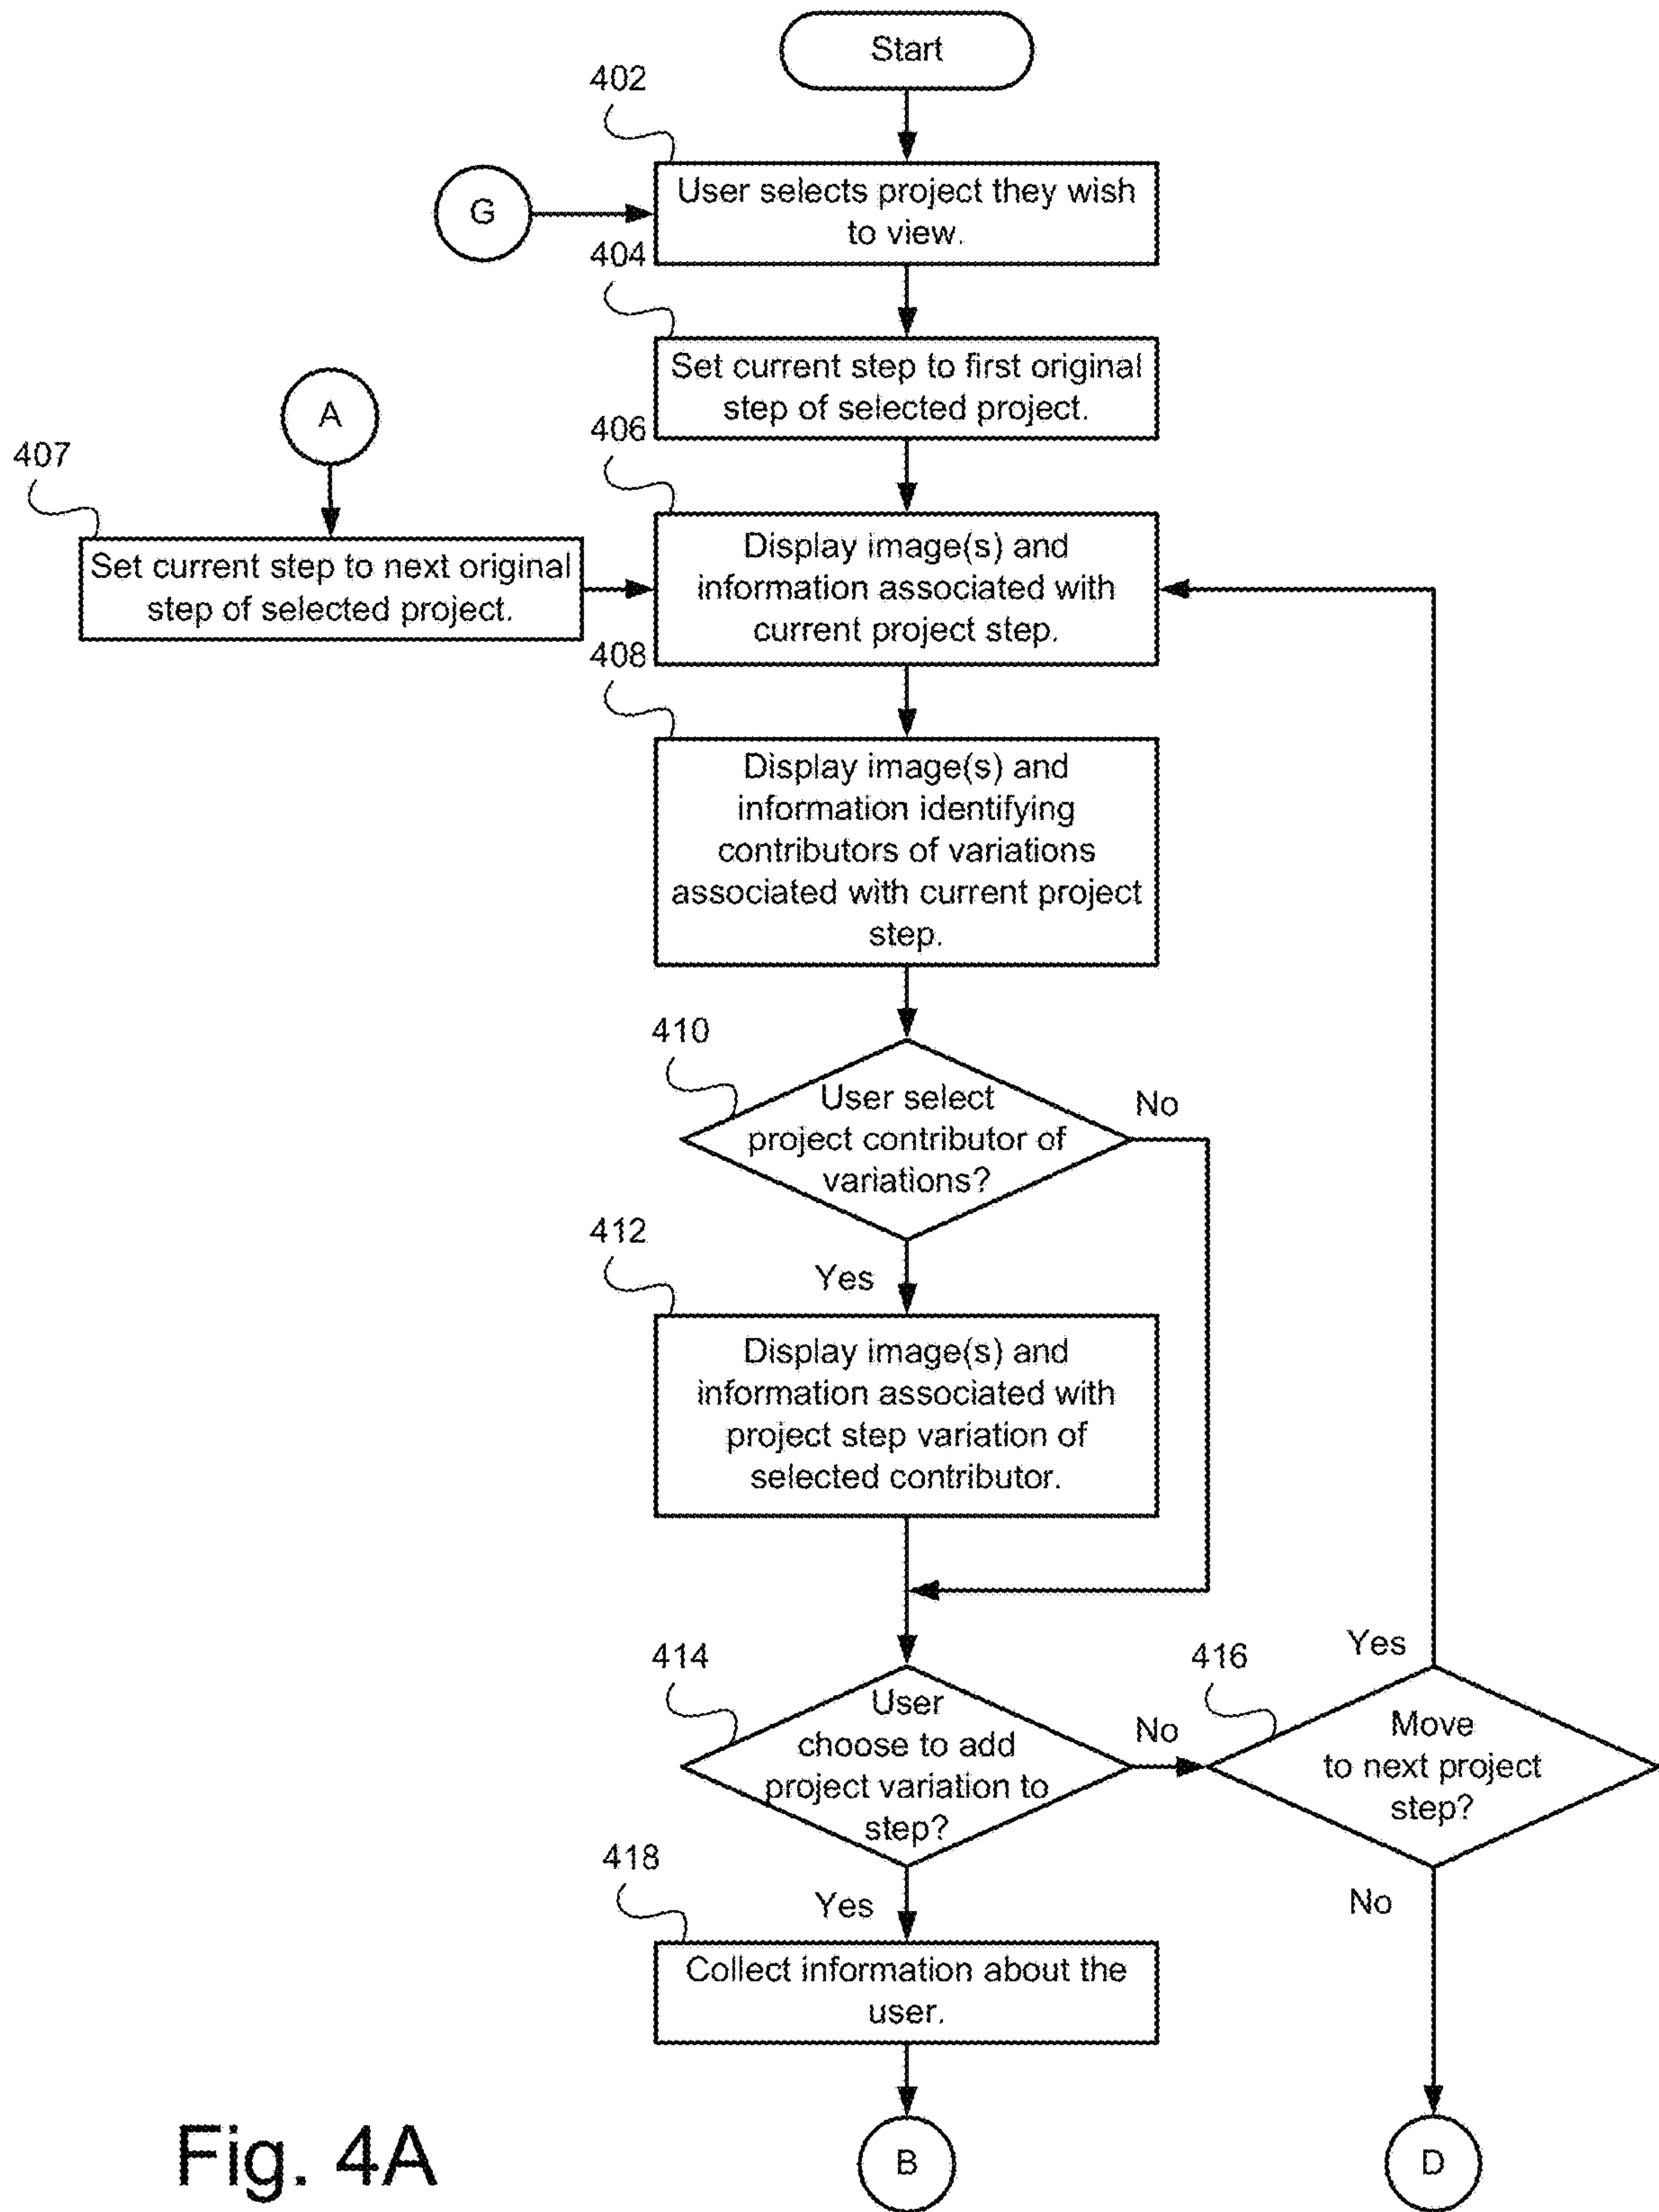 Start
402
G
User selects project they wish
to view.
404
Set current step to first original
step of selected project.
A
406
407
Set current step to next original
step of selected project.
Display image(s) and
information associated with
current project step.
408
Display image(s) and
information identifying
contributors of variations
associated with current project
step.
410
User select
project contributor of
variations?
No
412
Yes
Display image(s) and
information associated with
project step variation of
selected contributor.
414
User
choose to add
project variation to
step?
No
416
Yes
Move
to next project
step?
418
Yes
No
Collect information about the
user.
B
D
Fig. 4A